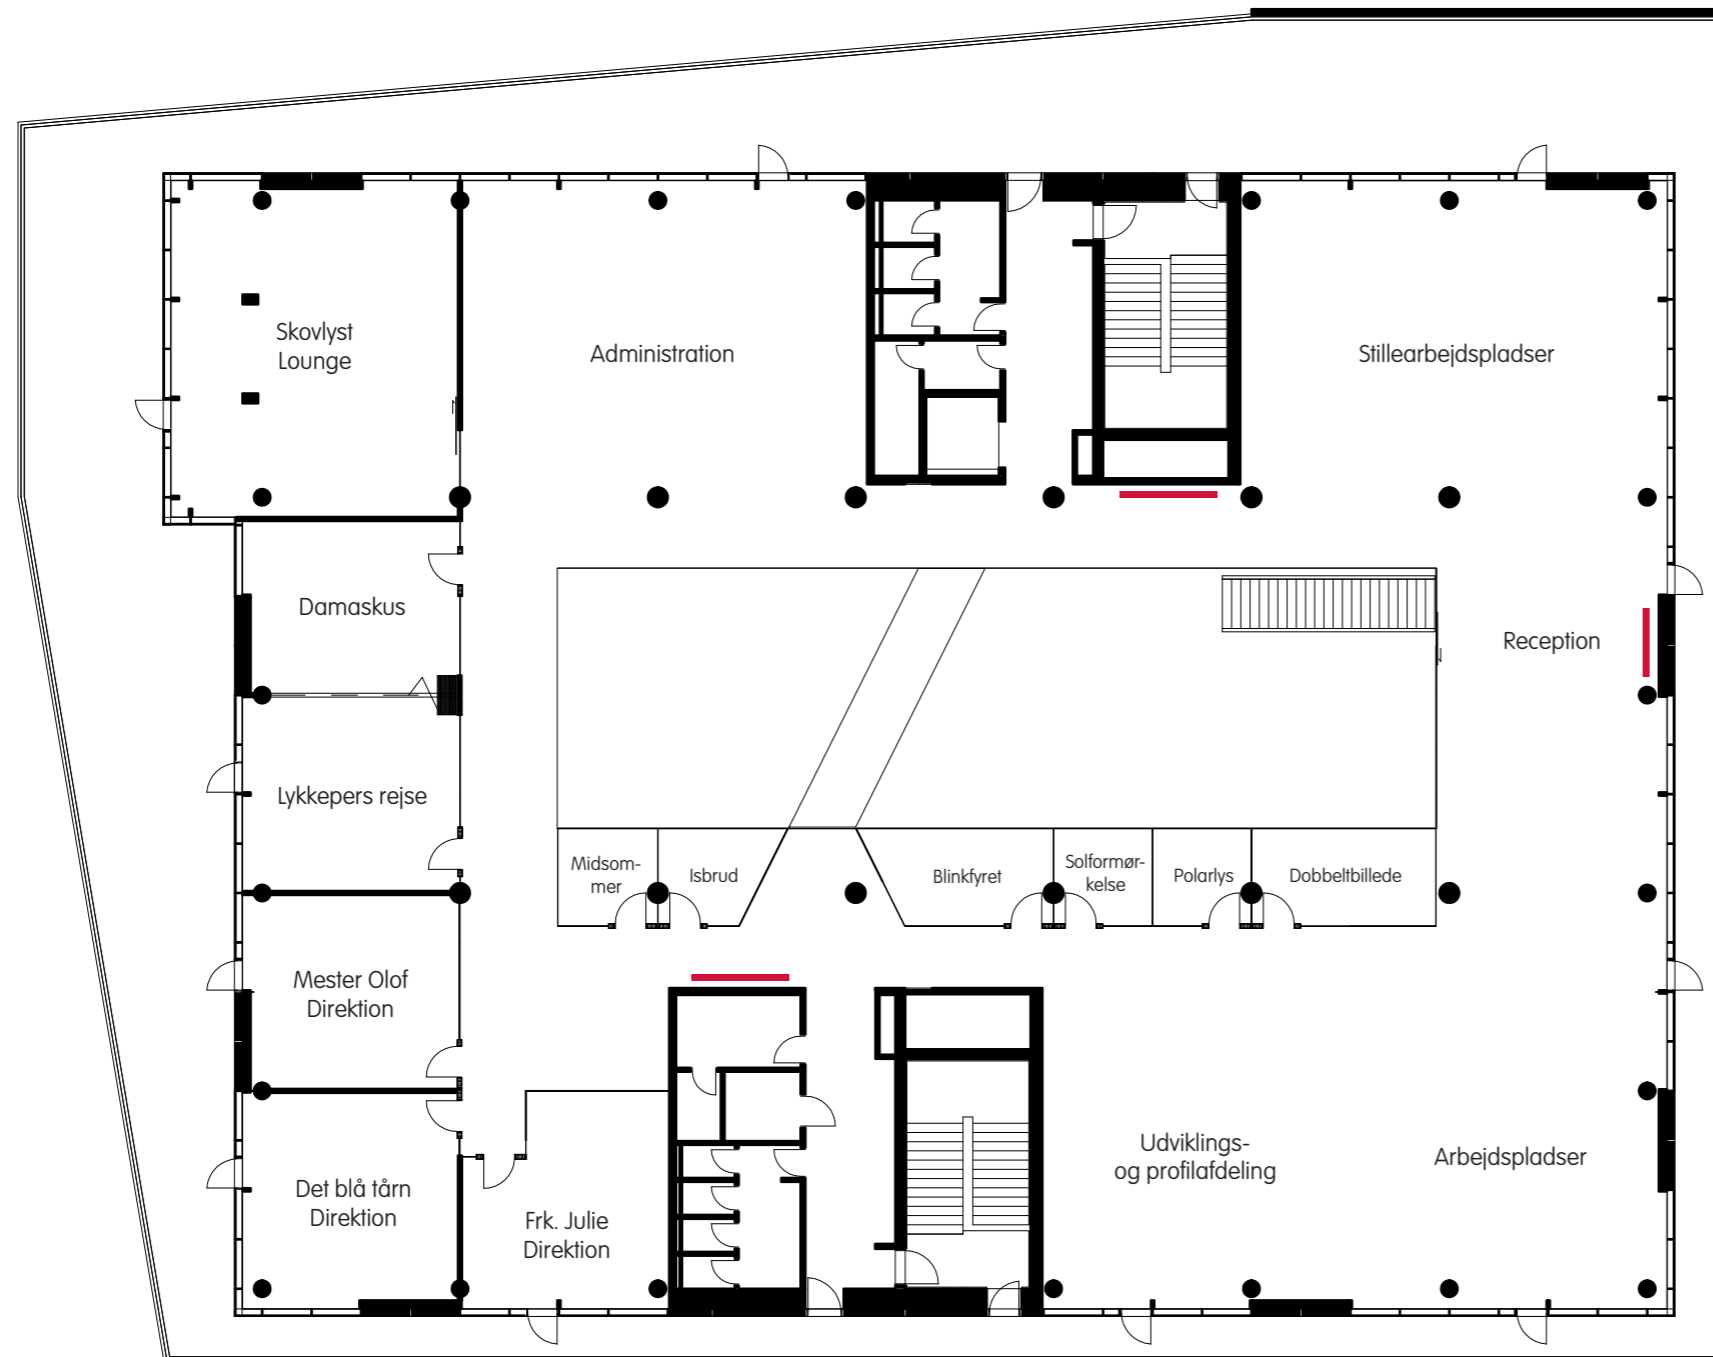 Skovlyst
Lounge
Administration
Stillearbejdspladser
Damaskus
Reception
Lykkepers rejse
Midsom-
mer
Isbrud
Blinkfyret
Solformør-
kelse
Polarlys
Dobbeltbillede
Mester Olof
Direktion
Det blå tårn
Direktion
Frk. Julie
Direktion
Udviklings-
og profilafdeling
Arbejdspladser